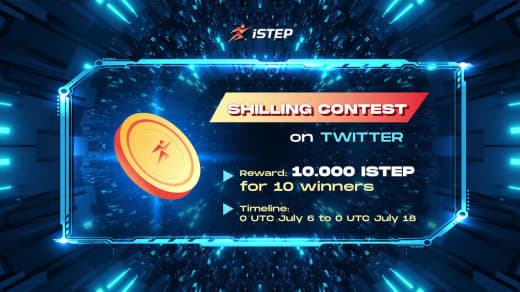 iSTEP
SHILLING CONTEST
on TWITTER
Reward: 10.000 ISTEP
for 10 winners
Timeline:
0 UTC July 6 to 0 UTC July 18